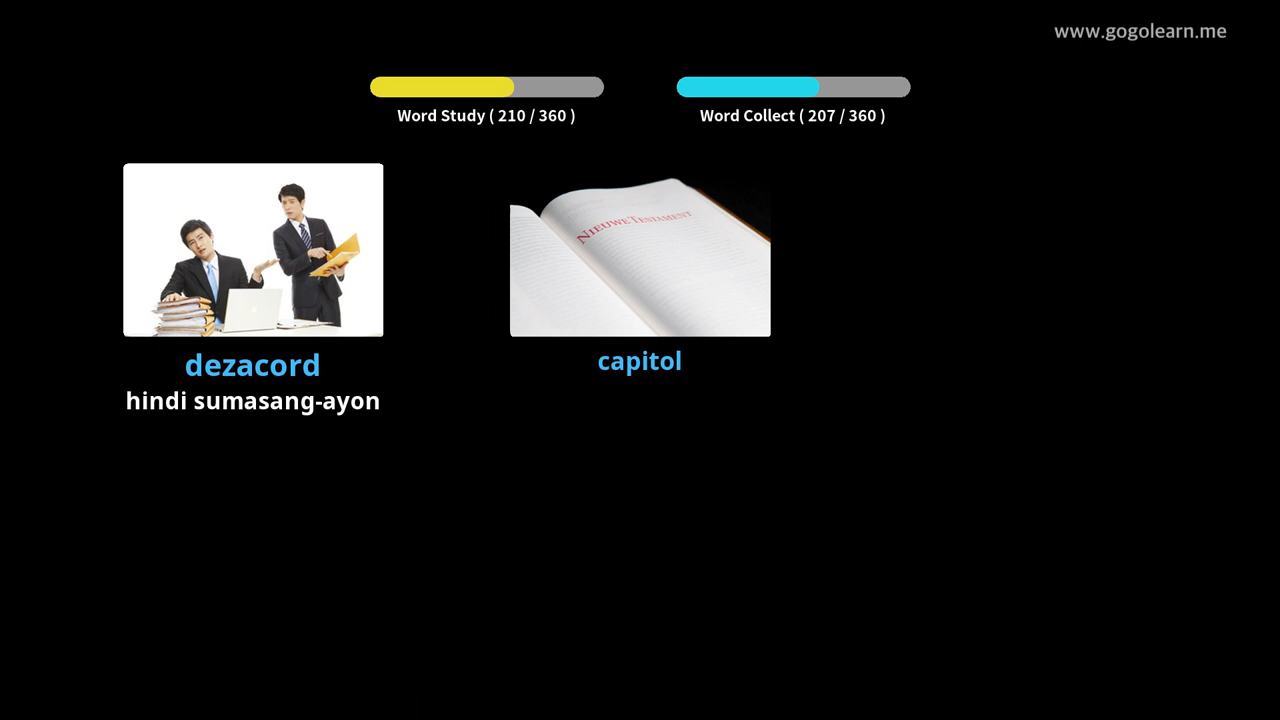 www.gogolearn.me
Word Study ( 210 / 360 )
Word Collect ( 207 / 360 )
NIEUWE TESTAMENT
dezacord
hindi sumasang-ayon
capitol